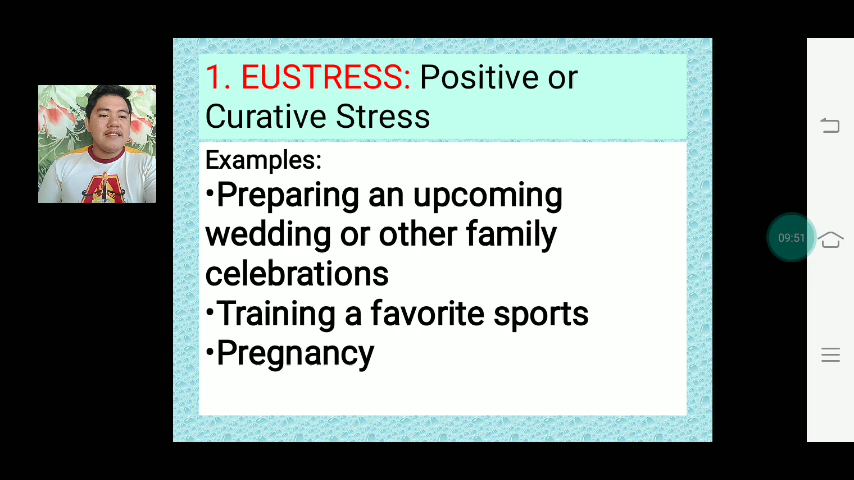 1. EUSTRESS: Positive or
Curative Stress
Examples:
•Preparing an upcoming
wedding or other family
celebrations
•Training a favorite sports
•Pregnancy
09:51